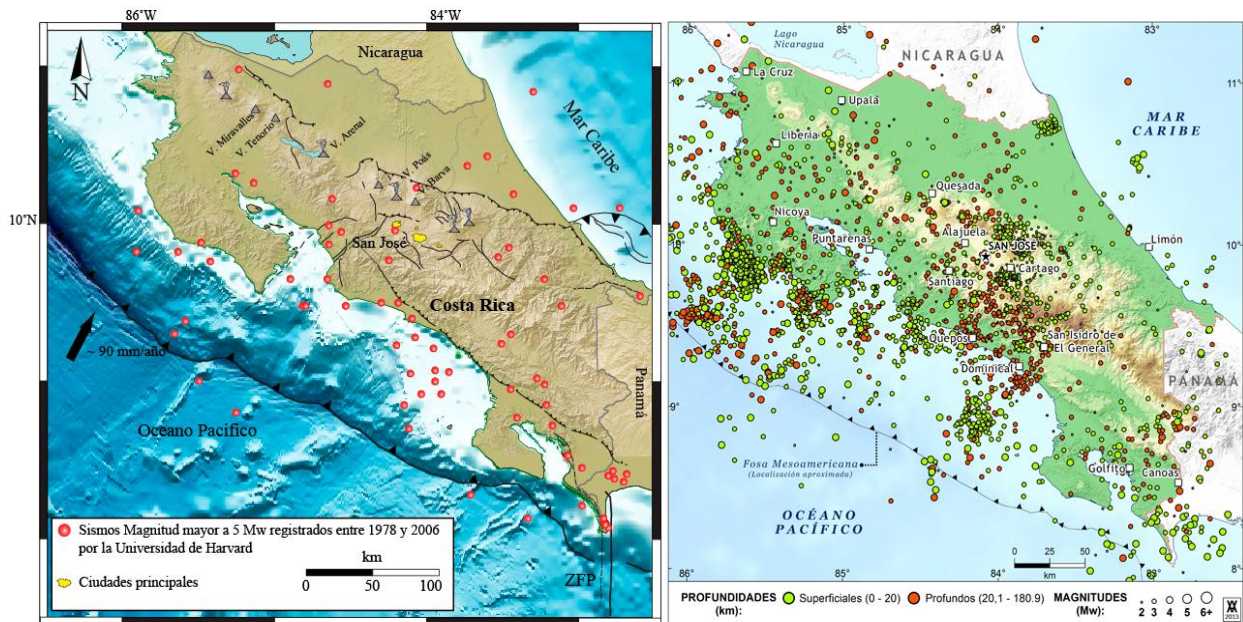 86°W
84°W
Nicaragua
N
Mar Caribe
V. Miravalles
V. Tenorio
V. Arenal
V. Poás
V. Barva
10°N
San José
Costa Rica
~ 90 mm/año
Panamá
Océano Pacífico
Sismos Magnitud mayor a 5 Mw registrados entre 1978 y 2006
por la Universidad de Harvard
km
0 50 100
Ciudades principales
ZFP
Lago
Nicaragua
NICARAGUA
11°
La Cruz
Upala
MAR
CARIBE
Liberia
Quesada
Nicoya
Alajuela
Puntarenas
SAN JOSÉ
Limón
10°
Cartago
Santiago
Quepos
San Isidro de
El General
Dominical
PANAMÁ
9°
Fosa Mesoamericana
(Localización aproximada)
Golfito
Canoas
OCÉANO
PACÍFICO
0 25 50
km
86°
85°
84°
83°
8°
PROFUNDIDADES
(km):
Superficiales (0 - 20)
Profundos (20,1 - 180.9)
MAGNITUDES
(Mw):
2 3 4 5 6+
2013